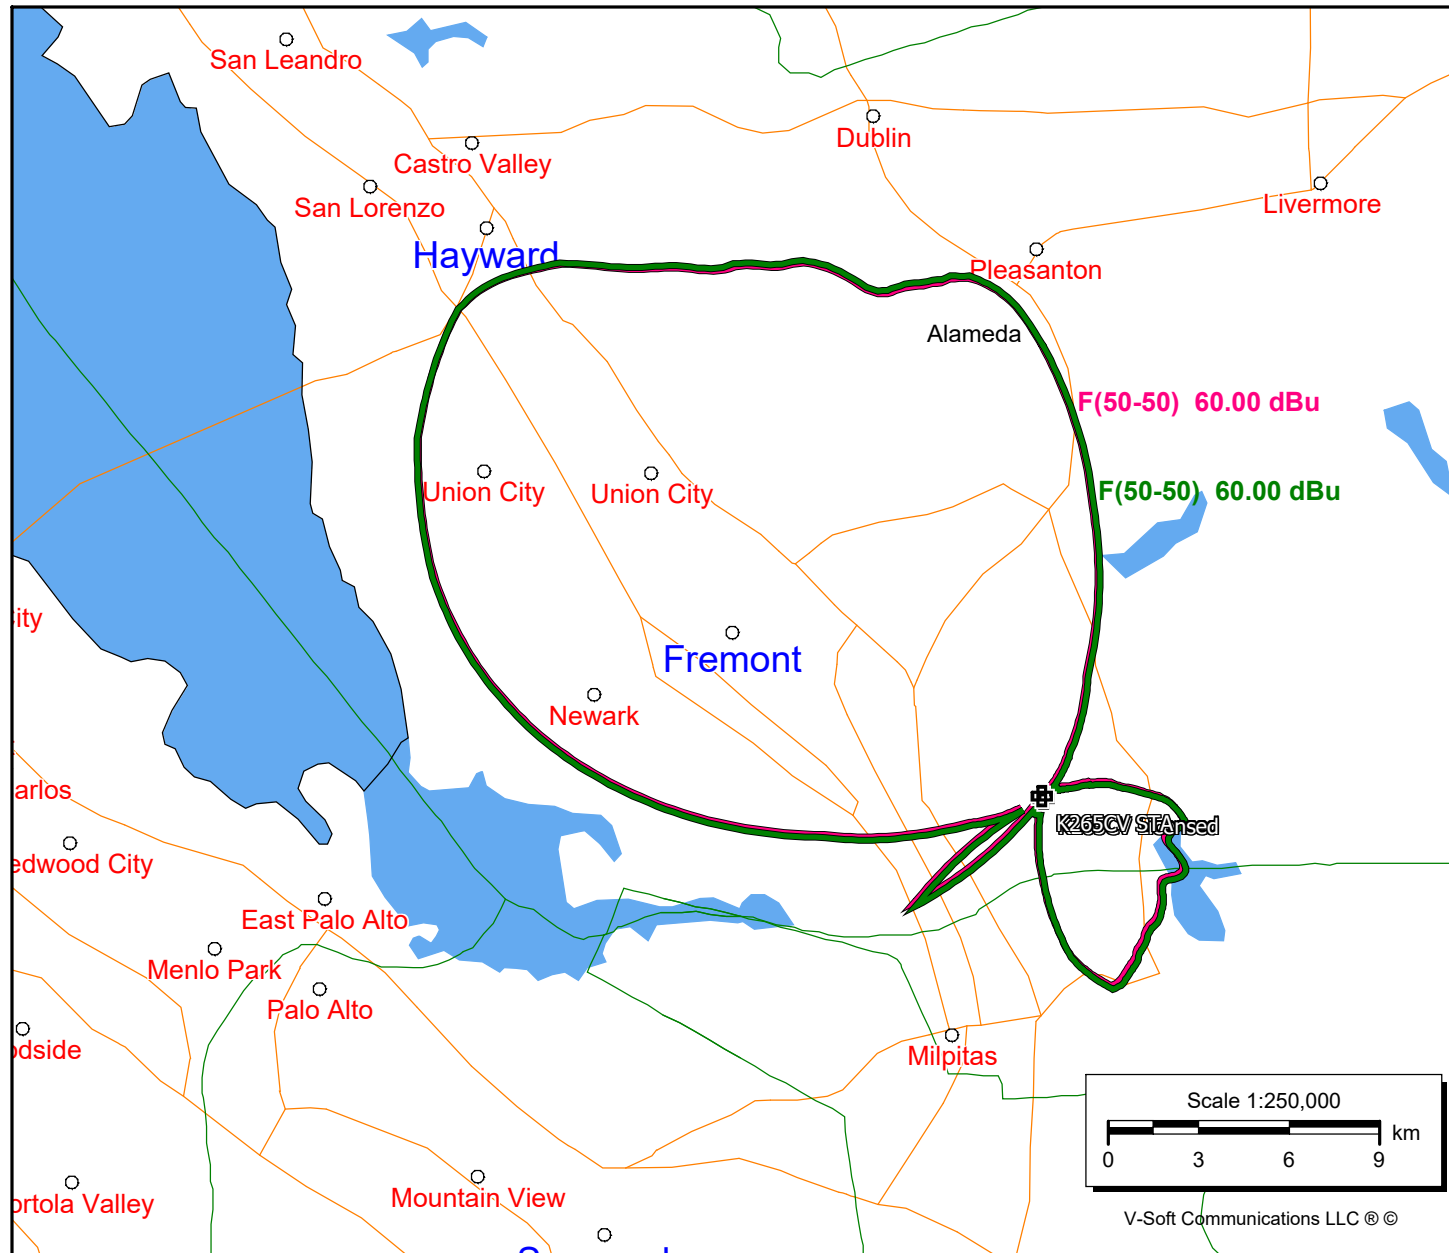 San Leandro
Dublin
Castro Valley
Livermore
San Lorenzo
Hayward
Pleasanton
Alameda
F(50-50) 60.00 dBu
F(50-50) 60.00 dBu
Union City
Union City
ity
Fremont
Newark
arlos
K265CV STA
edwood City
East Palo Alto
Menlo Park
Palo Alto
odside
Milpitas
Scale 1:250,000
km
0 3 6 9
ortola Valley
Mountain View
V-Soft Communications LLC ® ©